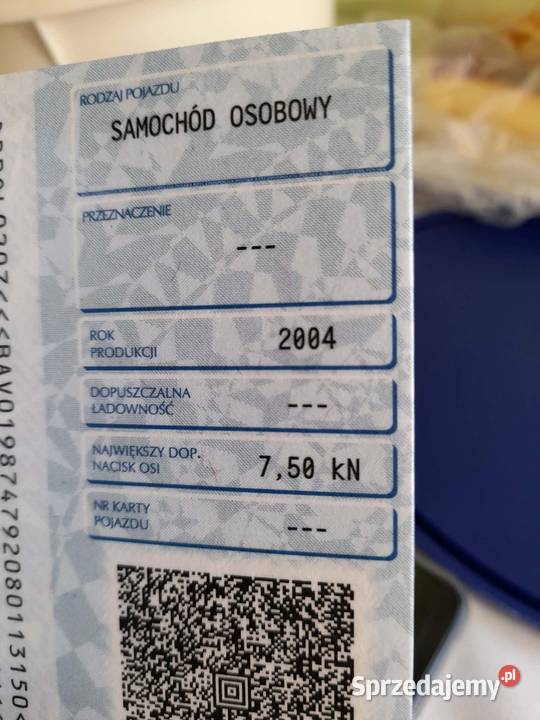 RODZAJ POJAZDU
SAMOCHÓD OSOBOWY
PRZEZNACZENIE
---
ROK
PRODUKCJI
2004
DOPUSZCZALNA
ŁADOWNOŚĆ
---
NAJWIĘKSZY DOP.
NACISK OSI
7,50 kN
NR KARTY
POJAZDU
---
<<<BAV019874792080113150<
Sprzedajemy.pl